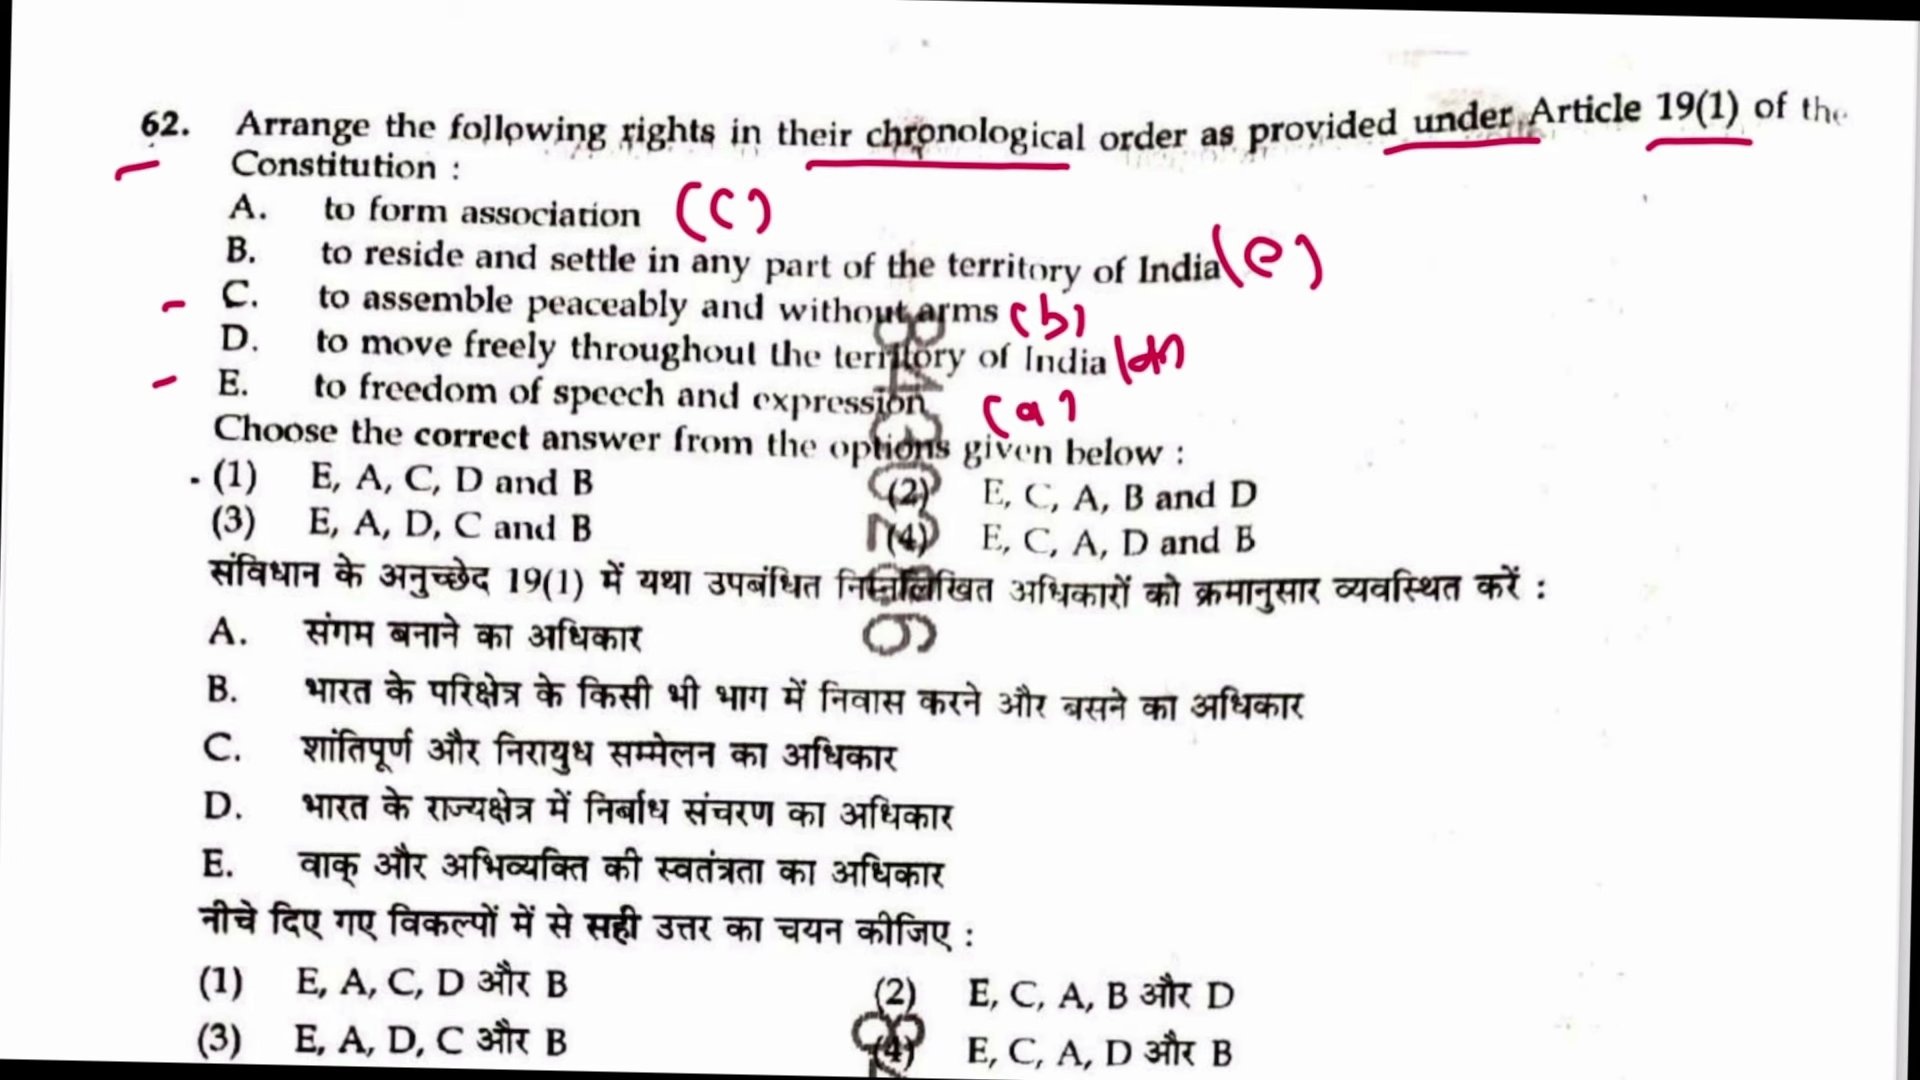 62. Arrange the following rights in their chronological order as provided under Article 19(1) of the
Constitution :
A. to form association (c)
B. to reside and settle in any part of the territory of India (e)
C. to assemble peaceably and without arms (b)
D. to move freely throughout the territory of India (d)
E. to freedom of speech and expression (a)
Choose the correct answer from the options given below :
(1) E, A, C, D and B (2) E, C, A, B and D
(3) E, A, D, C and B (4) E, C, A, D and B
संविधान के अनुच्छेद 19(1) में यथा उपबंधित निम्नलिखित अधिकारों को क्रमानुसार व्यवस्थित करें :
A. संगम बनाने का अधिकार
B. भारत के परिक्षेत्र के किसी भी भाग में निवास करने और बसने का अधिकार
C. शांतिपूर्ण और निरायुध सम्मेलन का अधिकार
D. भारत के राज्यक्षेत्र में निर्बाध संचरण का अधिकार
E. वाक् और अभिव्यक्ति की स्वतंत्रता का अधिकार
नीचे दिए गए विकल्पों में से सही उत्तर का चयन कीजिए :
(1) E, A, C, D और B (2) E, C, A, B और D
(3) E, A, D, C और B (4) E, C, A, D और B